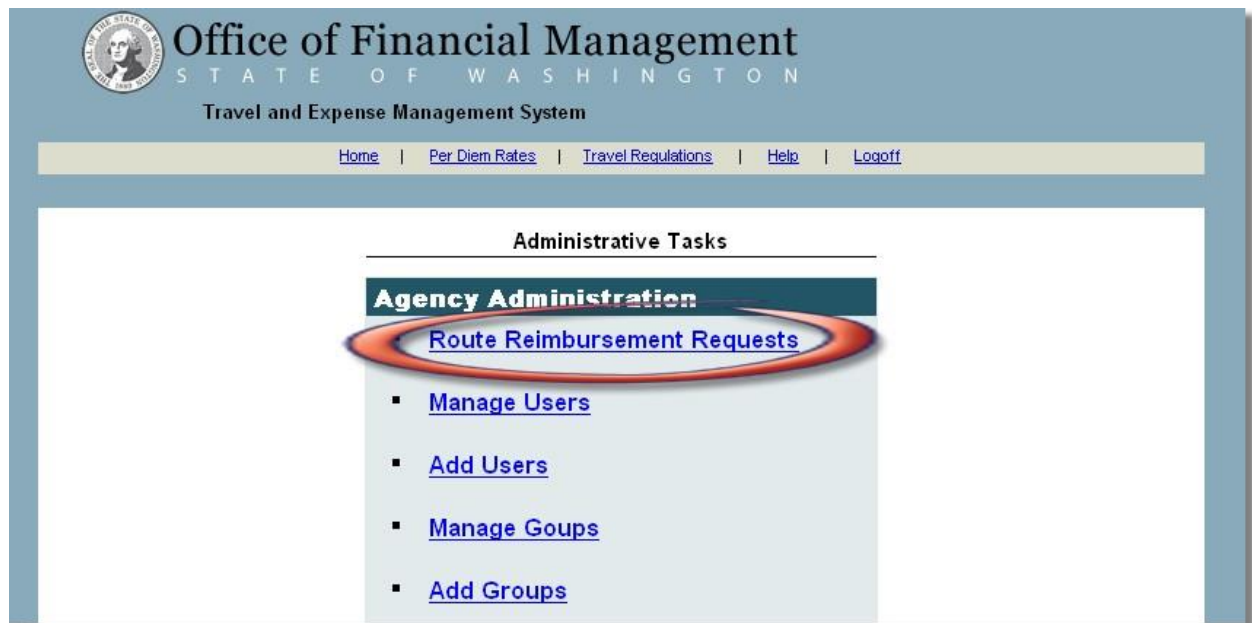 Office of Financial Management
STATE OF WASHINGTON
Travel and Expense Management System
Home | Per Diem Rates | Travel Regulations | Help | Logoff
Administrative Tasks
Agency Administration
Route Reimbursement Requests
Manage Users
Add Users
Manage Goups
Add Groups